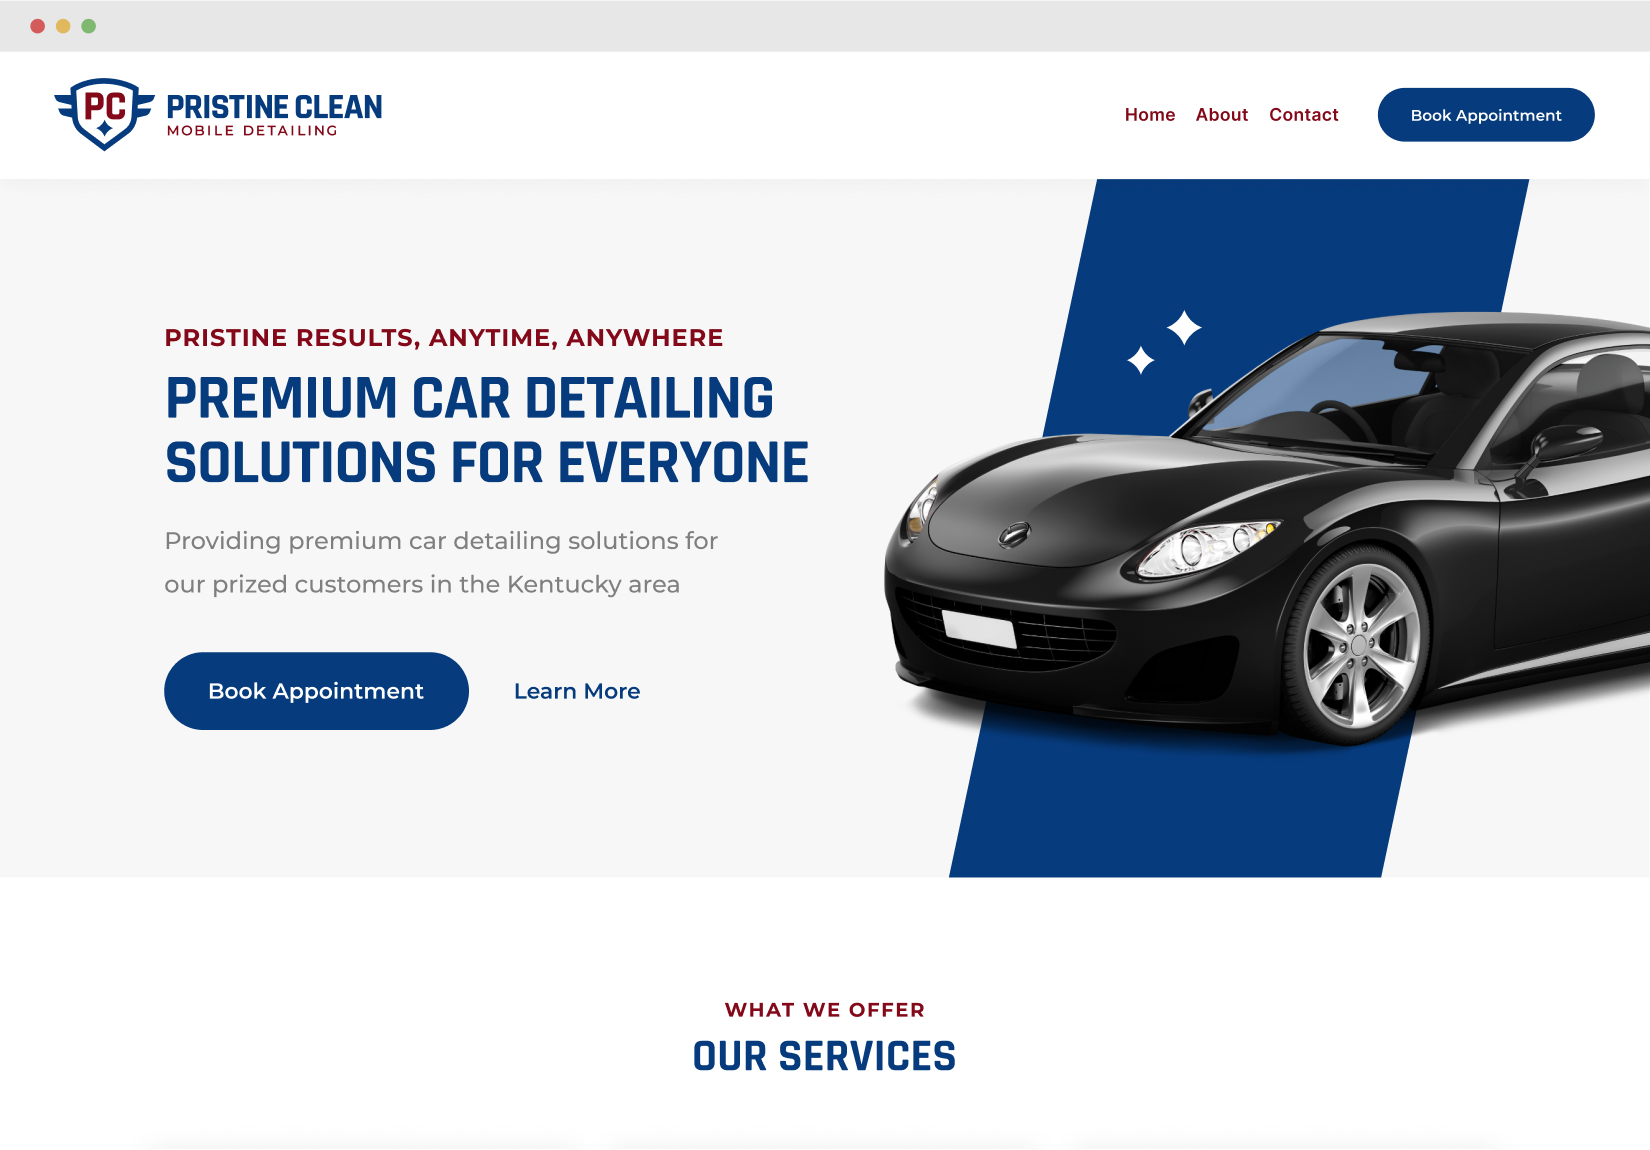 PC
PRISTINE CLEAN
MOBILE DETAILING
Home About Contact Book Appointment
PRISTINE RESULTS, ANYTIME, ANYWHERE
PREMIUM CAR DETAILING
SOLUTIONS FOR EVERYONE
Providing premium car detailing solutions for
our prized customers in the Kentucky area
Book Appointment Learn More
WHAT WE OFFER
OUR SERVICES